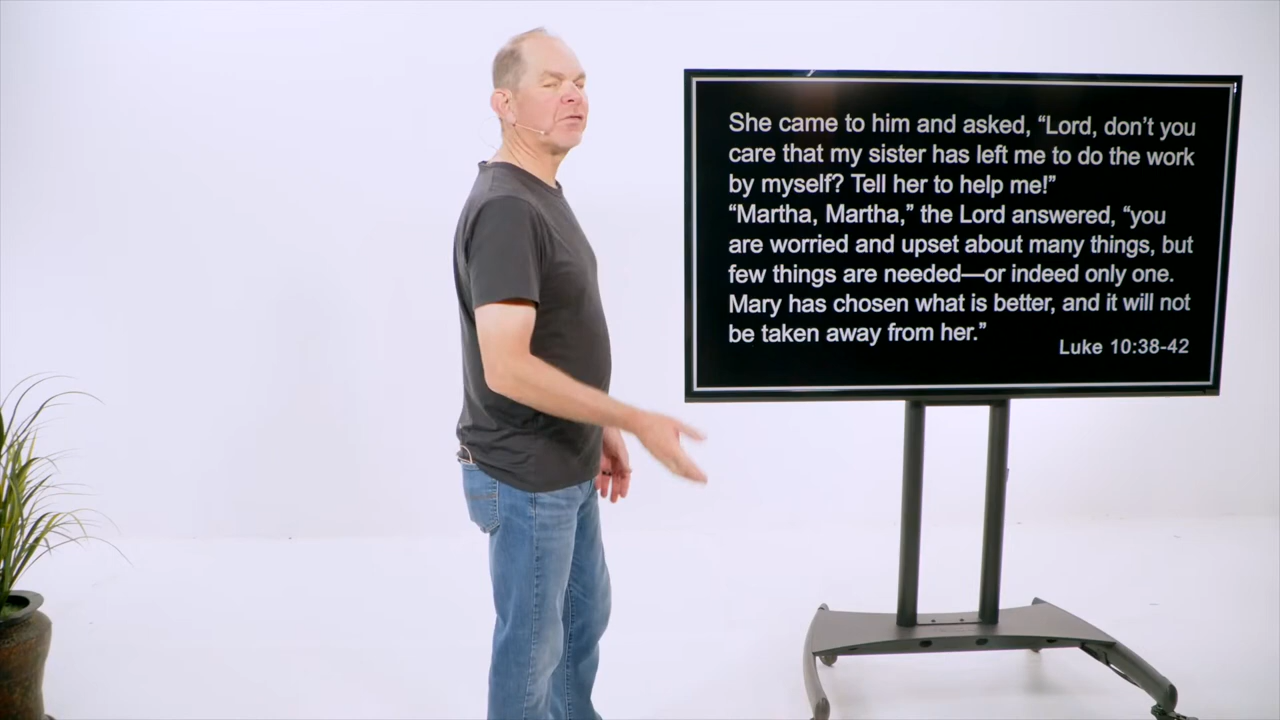 She came to him and asked, “Lord, don’t you
care that my sister has left me to do the work
by myself? Tell her to help me!”
“Martha, Martha,” the Lord answered, “you
are worried and upset about many things, but
few things are needed—or indeed only one.
Mary has chosen what is better, and it will not
be taken away from her.”
Luke 10:38-42